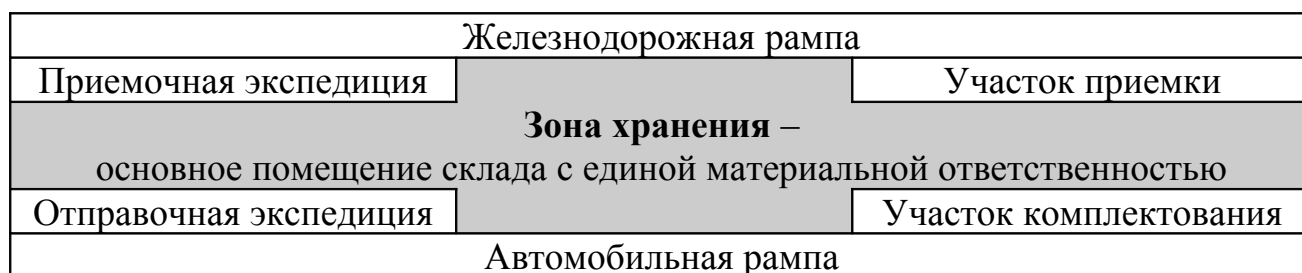 Железнодорожная рампа
Приемочная экспедиция
Участок приемки
Зона хранения –
основное помещение склада с единой материальной ответственностью
Отправочная экспедиция
Участок комплектования
Автомобильная рампа